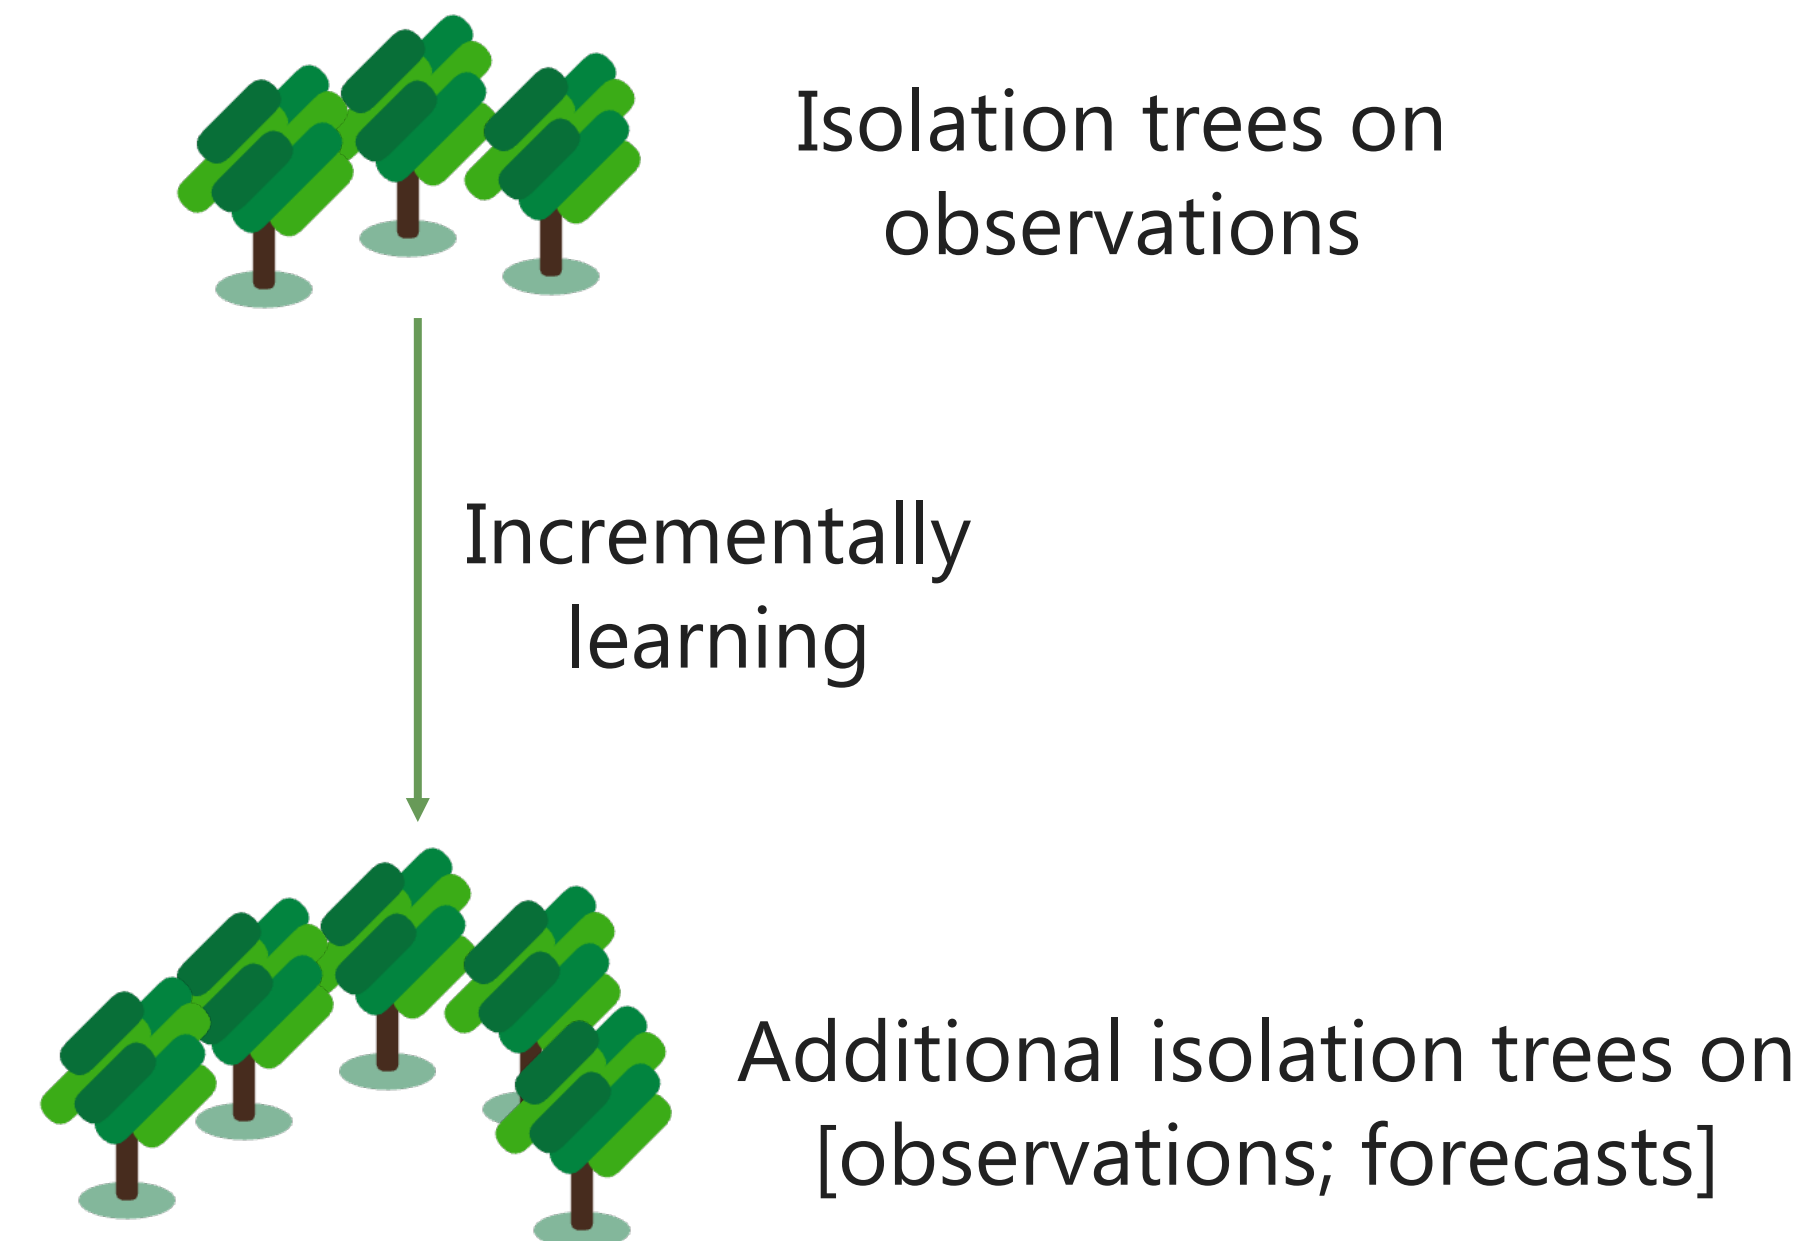 Isolation trees on
observations
Incrementally
learning
Additional isolation trees on
[observations; forecasts]